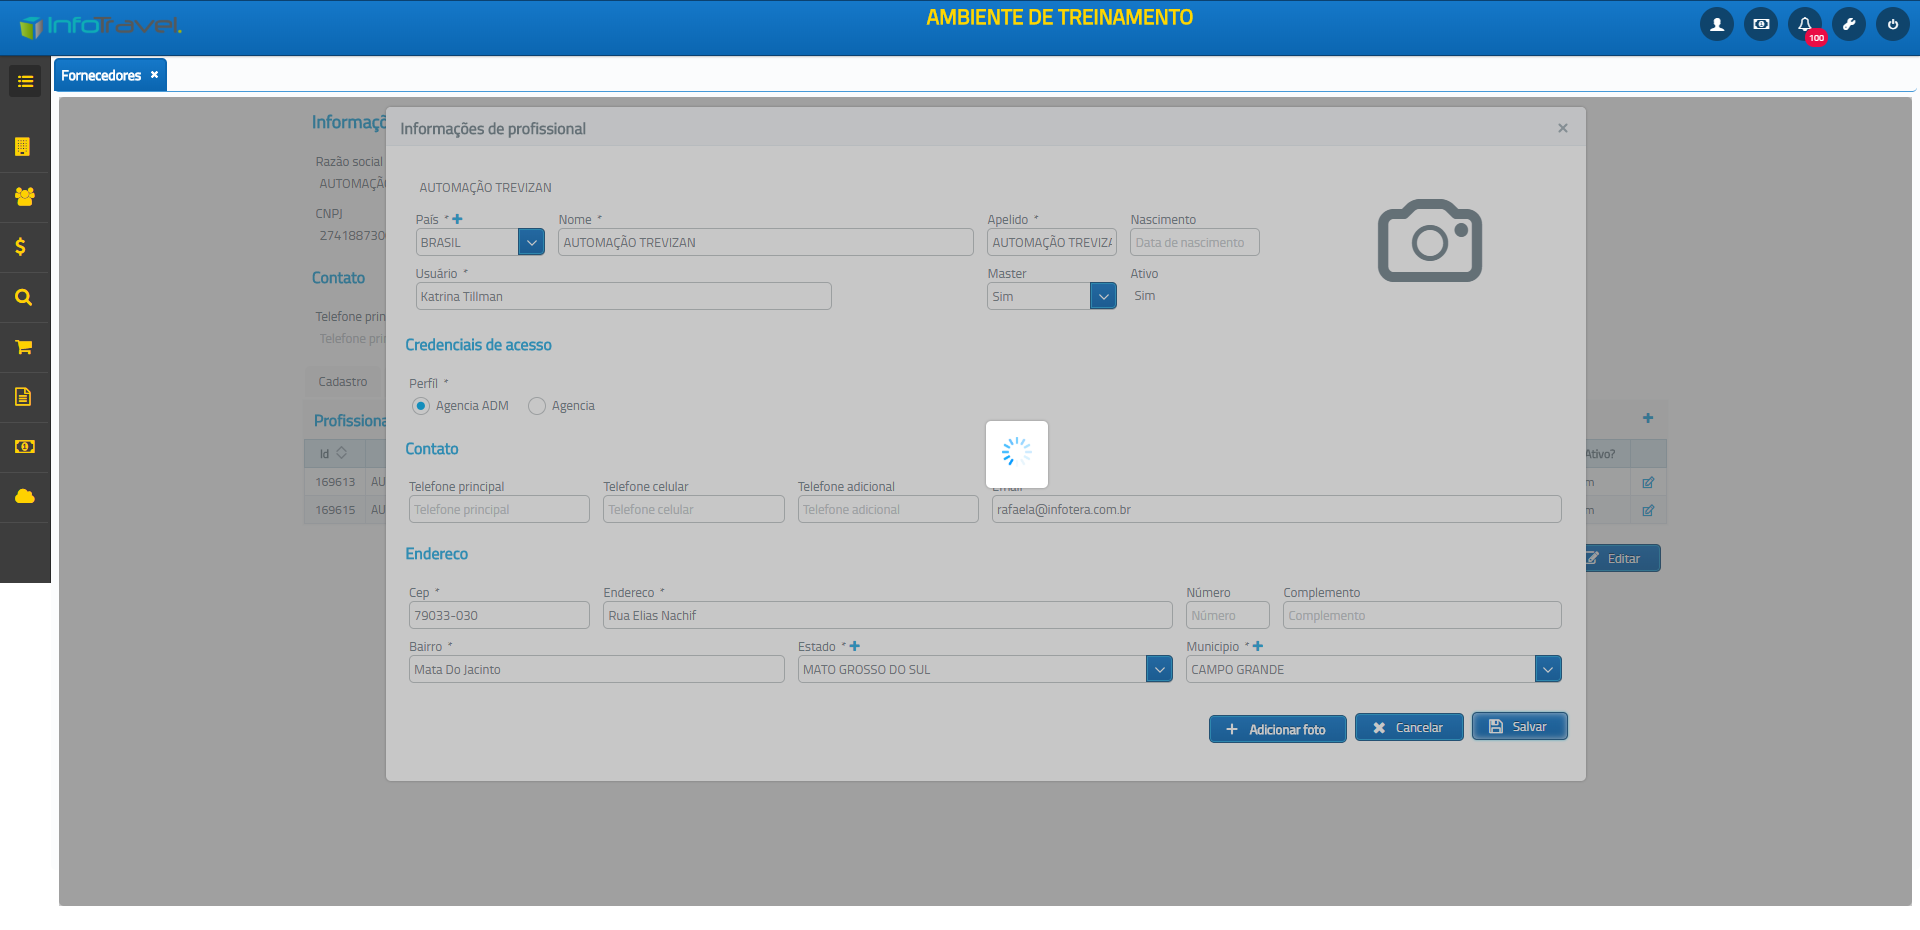 InfoTravel.
AMBIENTE DE TREINAMENTO
100
Fornecedores ×
Informaçõ
Razão social
AUTOMAÇÃ
CNPJ
274188730
Contato
Telefone prin
Telefone pri
Cadastro
Profissiona
Id
169613 AU
169615 AU
Ativo?
m
m
Editar
Informações de profissional ×
AUTOMAÇÃO TREVIZAN
País * Nome * Apelido * Nascimento
BRASIL AUTOMAÇÃO TREVIZAN AUTOMAÇÃO TREVIZA Data de nascimento
Usuário * Master Ativo
Katrina Tillman Sim Sim
Credenciais de acesso
Perfil *
Agencia ADM Agencia
Contato
Telefone principal Telefone celular Telefone adicional Email
Telefone principal Telefone celular Telefone adicional rafaela@infotera.com.br
Endereco
Cep * Endereco * Número Complemento
79033-030 Rua Elias Nachif Número Complemento
Bairro * Estado * Municipio *
Mata Do Jacinto MATO GROSSO DO SUL CAMPO GRANDE
Adicionar foto Cancelar Salvar